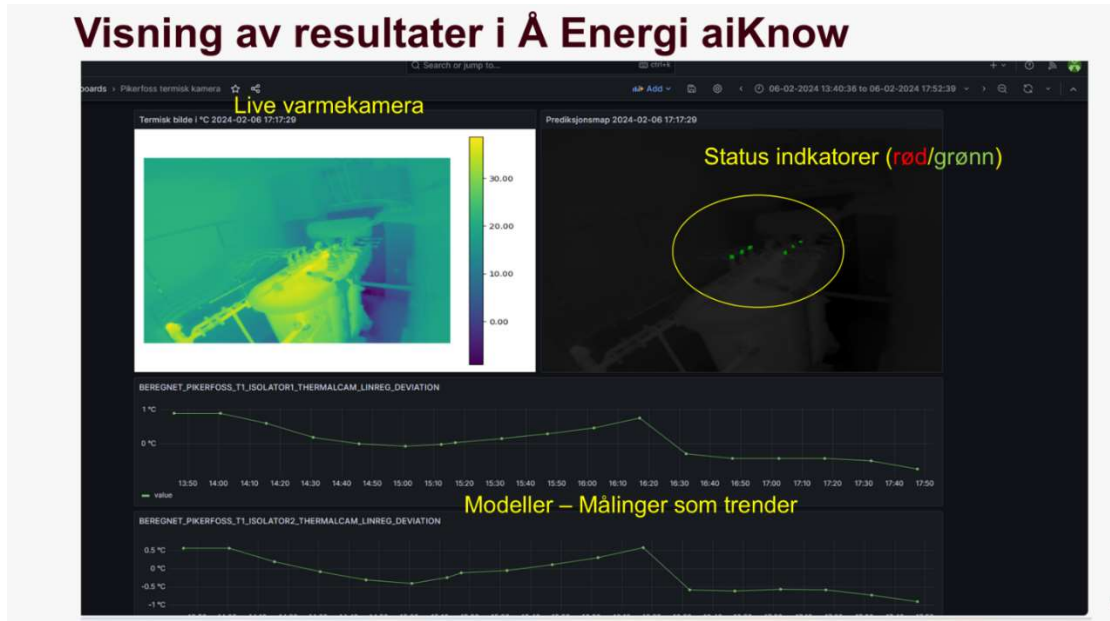 Visning av resultater i Å Energi aiKnow
Search or jump to...
ctrl+k
boards › Pikerfoss termisk kamera
Add
06-02-2024 13:40:36 to 06-02-2024 17:52:39
Live varmekamera
Termisk bilde i °C 2024-02-06 17:17:29
Prediksjonsmap 2024-02-06 17:17:29
Status indkatorer (rød/grønn)
30.00
20.00
10.00
0.00
BEREGNET_PIKERFOSS_T1_ISOLATOR1_THERMALCAM_LINREG_DEVIATION
1 °C
0 °C
13:50 14:00 14:10 14:20 14:30 14:40 14:50 15:00 15:10 15:20 15:30 15:40 15:50 16:00 16:10 16:20 16:30 16:40 16:50 17:00 17:10 17:20 17:30 17:40 17:50
value
Modeller – Målinger som trender
BEREGNET_PIKERFOSS_T1_ISOLATOR2_THERMALCAM_LINREG_DEVIATION
0.5 °C
0 °C
-0.5 °C
-1 °C